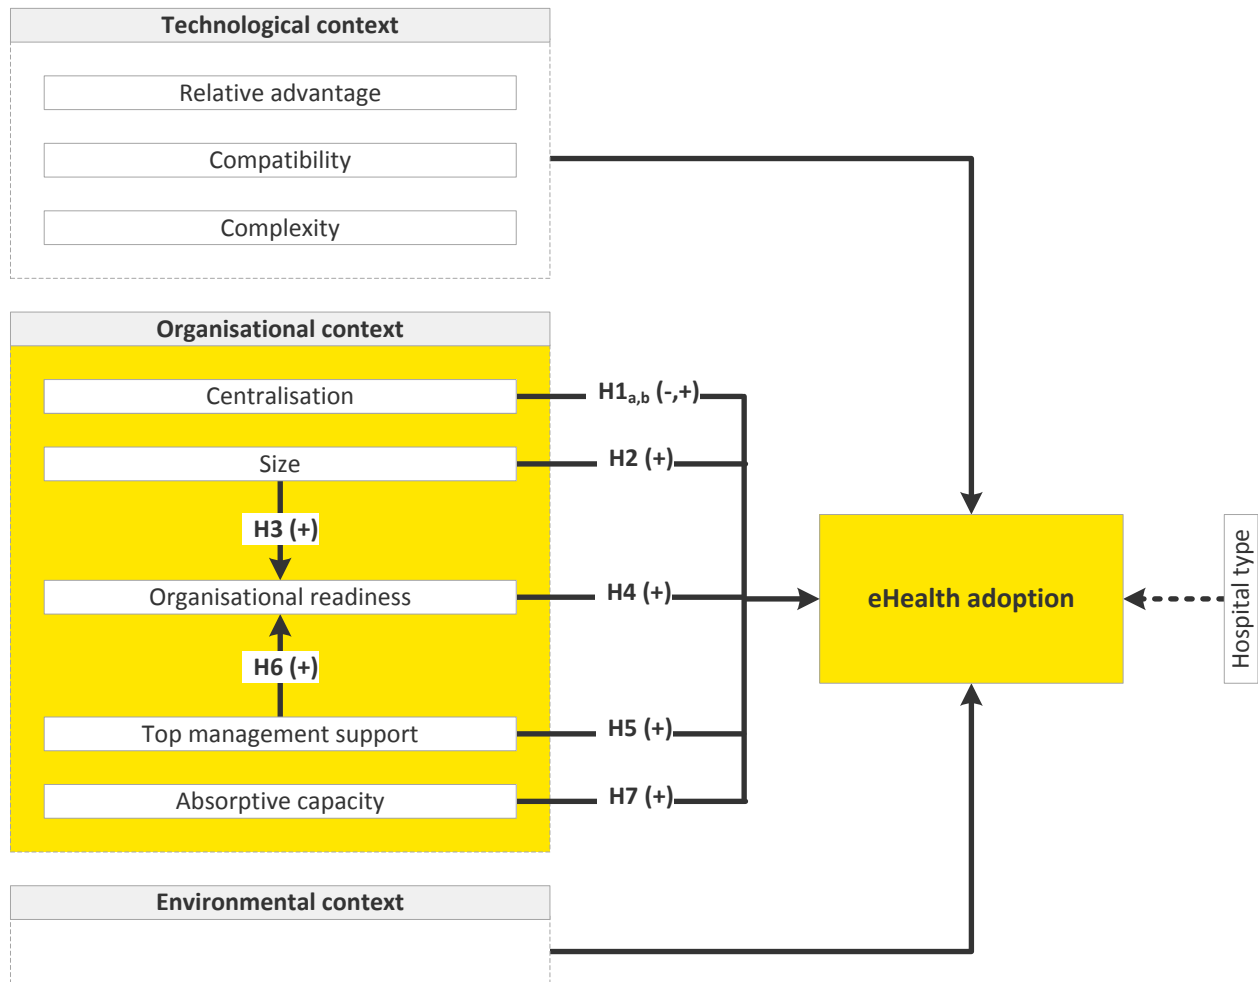 Technological context
Relative advantage
Compatibility
Complexity
Organisational context
Centralisation
H1a,b (-,+)
Size
H2 (+)
H3 (+)
Organisational readiness
H4 (+)
eHealth adoption
Hospital type
H6 (+)
Top management support
H5 (+)
Absorptive capacity
H7 (+)
Environmental context